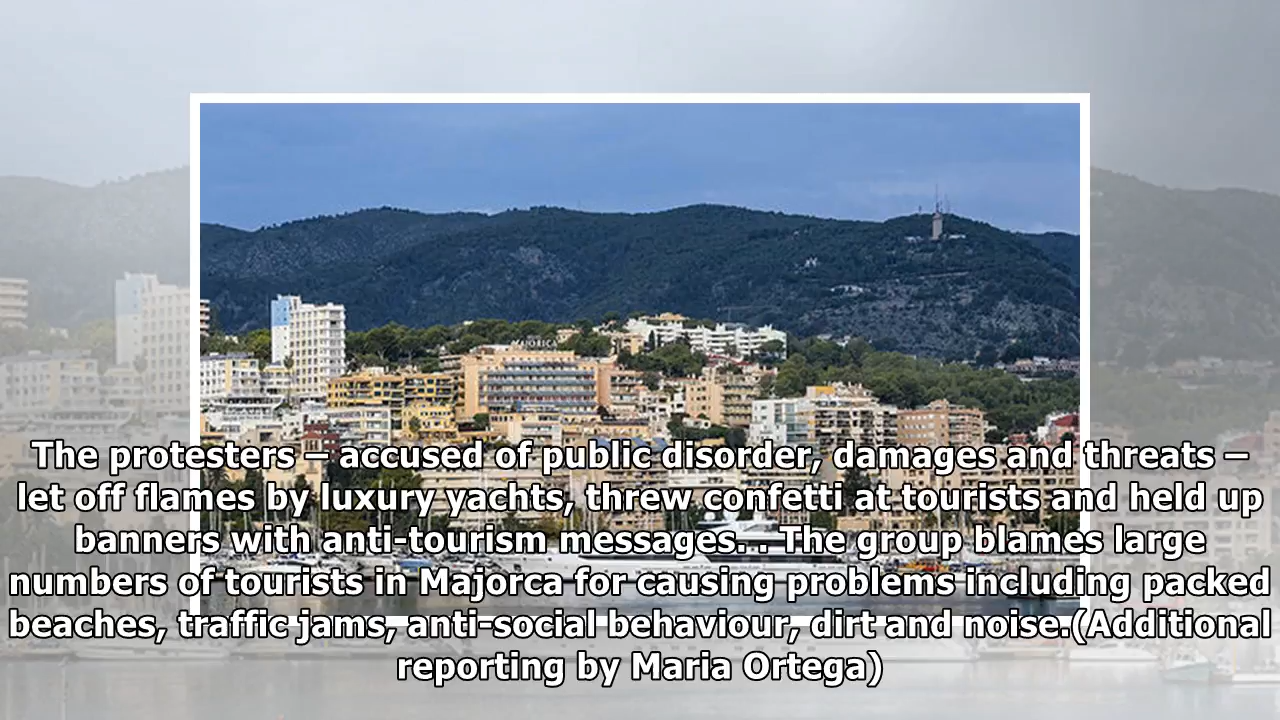 MAJORICA
The protesters – accused of public disorder, damages and threats –
let off flames by luxury yachts, threw confetti at tourists and held up
banners with anti-tourism messages... The group blames large
numbers of tourists in Majorca for causing problems including packed
beaches, traffic jams, anti-social behaviour, dirt and noise.(Additional
reporting by Maria Ortega)